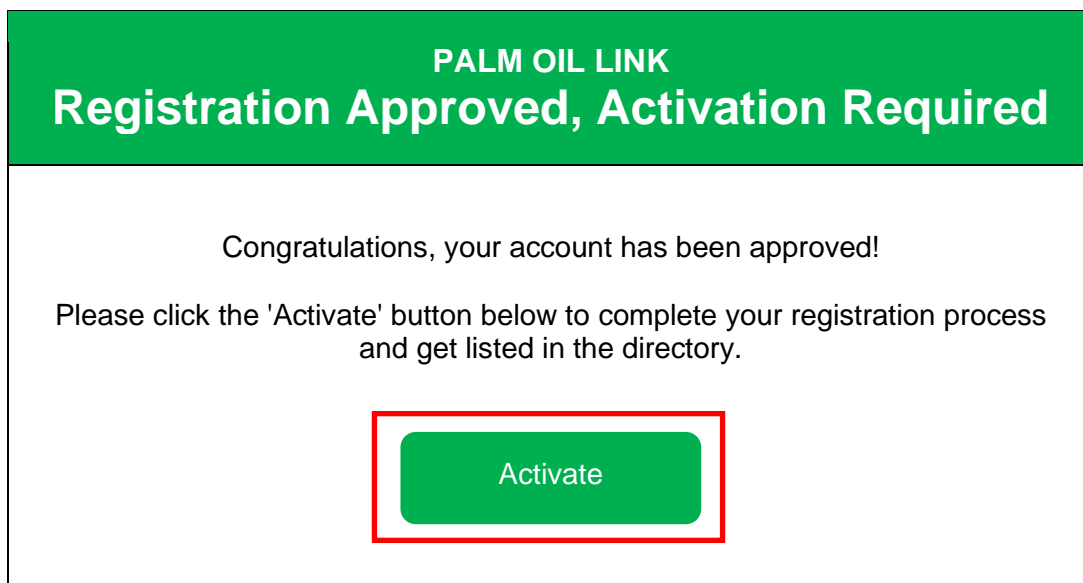 PALM OIL LINK
Registration Approved, Activation Required
Congratulations, your account has been approved!
Please click the 'Activate' button below to complete your registration process
and get listed in the directory.
Activate